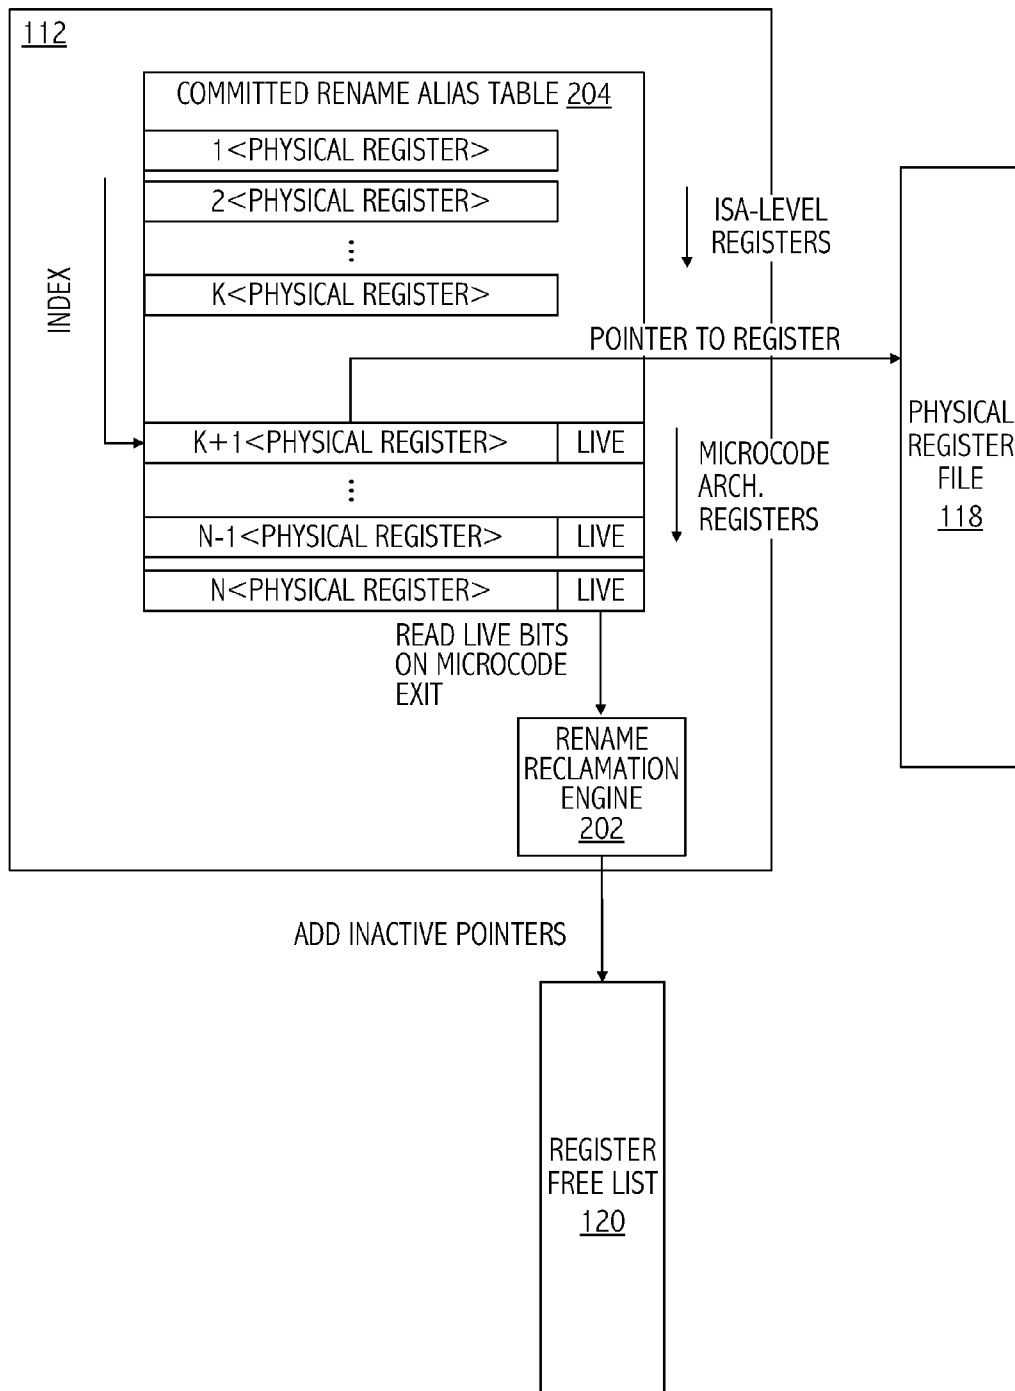 112
COMMITTED RENAME ALIAS TABLE 204
1<PHYSICAL REGISTER>
2<PHYSICAL REGISTER>
⋮
K<PHYSICAL REGISTER>
INDEX
ISA-LEVEL
REGISTERS
POINTER TO REGISTER
K+1<PHYSICAL REGISTER> LIVE
⋮
N-1<PHYSICAL REGISTER> LIVE
N<PHYSICAL REGISTER> LIVE
MICROCODE
ARCH.
REGISTERS
PHYSICAL
REGISTER
FILE
118
READ LIVE BITS
ON MICROCODE
EXIT
RENAME
RECLAMATION
ENGINE
202
ADD INACTIVE POINTERS
REGISTER
FREE LIST
120